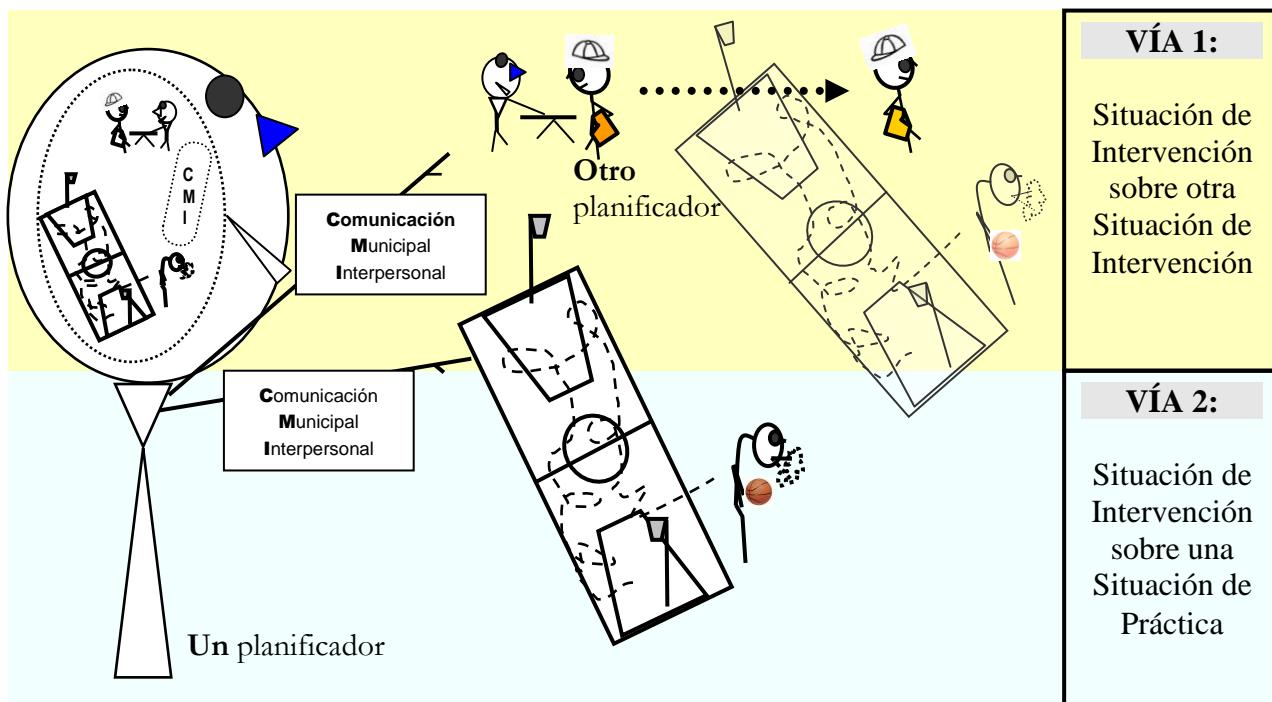 C
M
I
Comunicación
Municipal
Interpersonal
Otro
planificador
Comunicación
Municipal
Interpersonal
Un planificador
VÍA 1:
Situación de
Intervención
sobre otra
Situación de
Intervención
VÍA 2:
Situación de
Intervención
sobre una
Situación de
Práctica